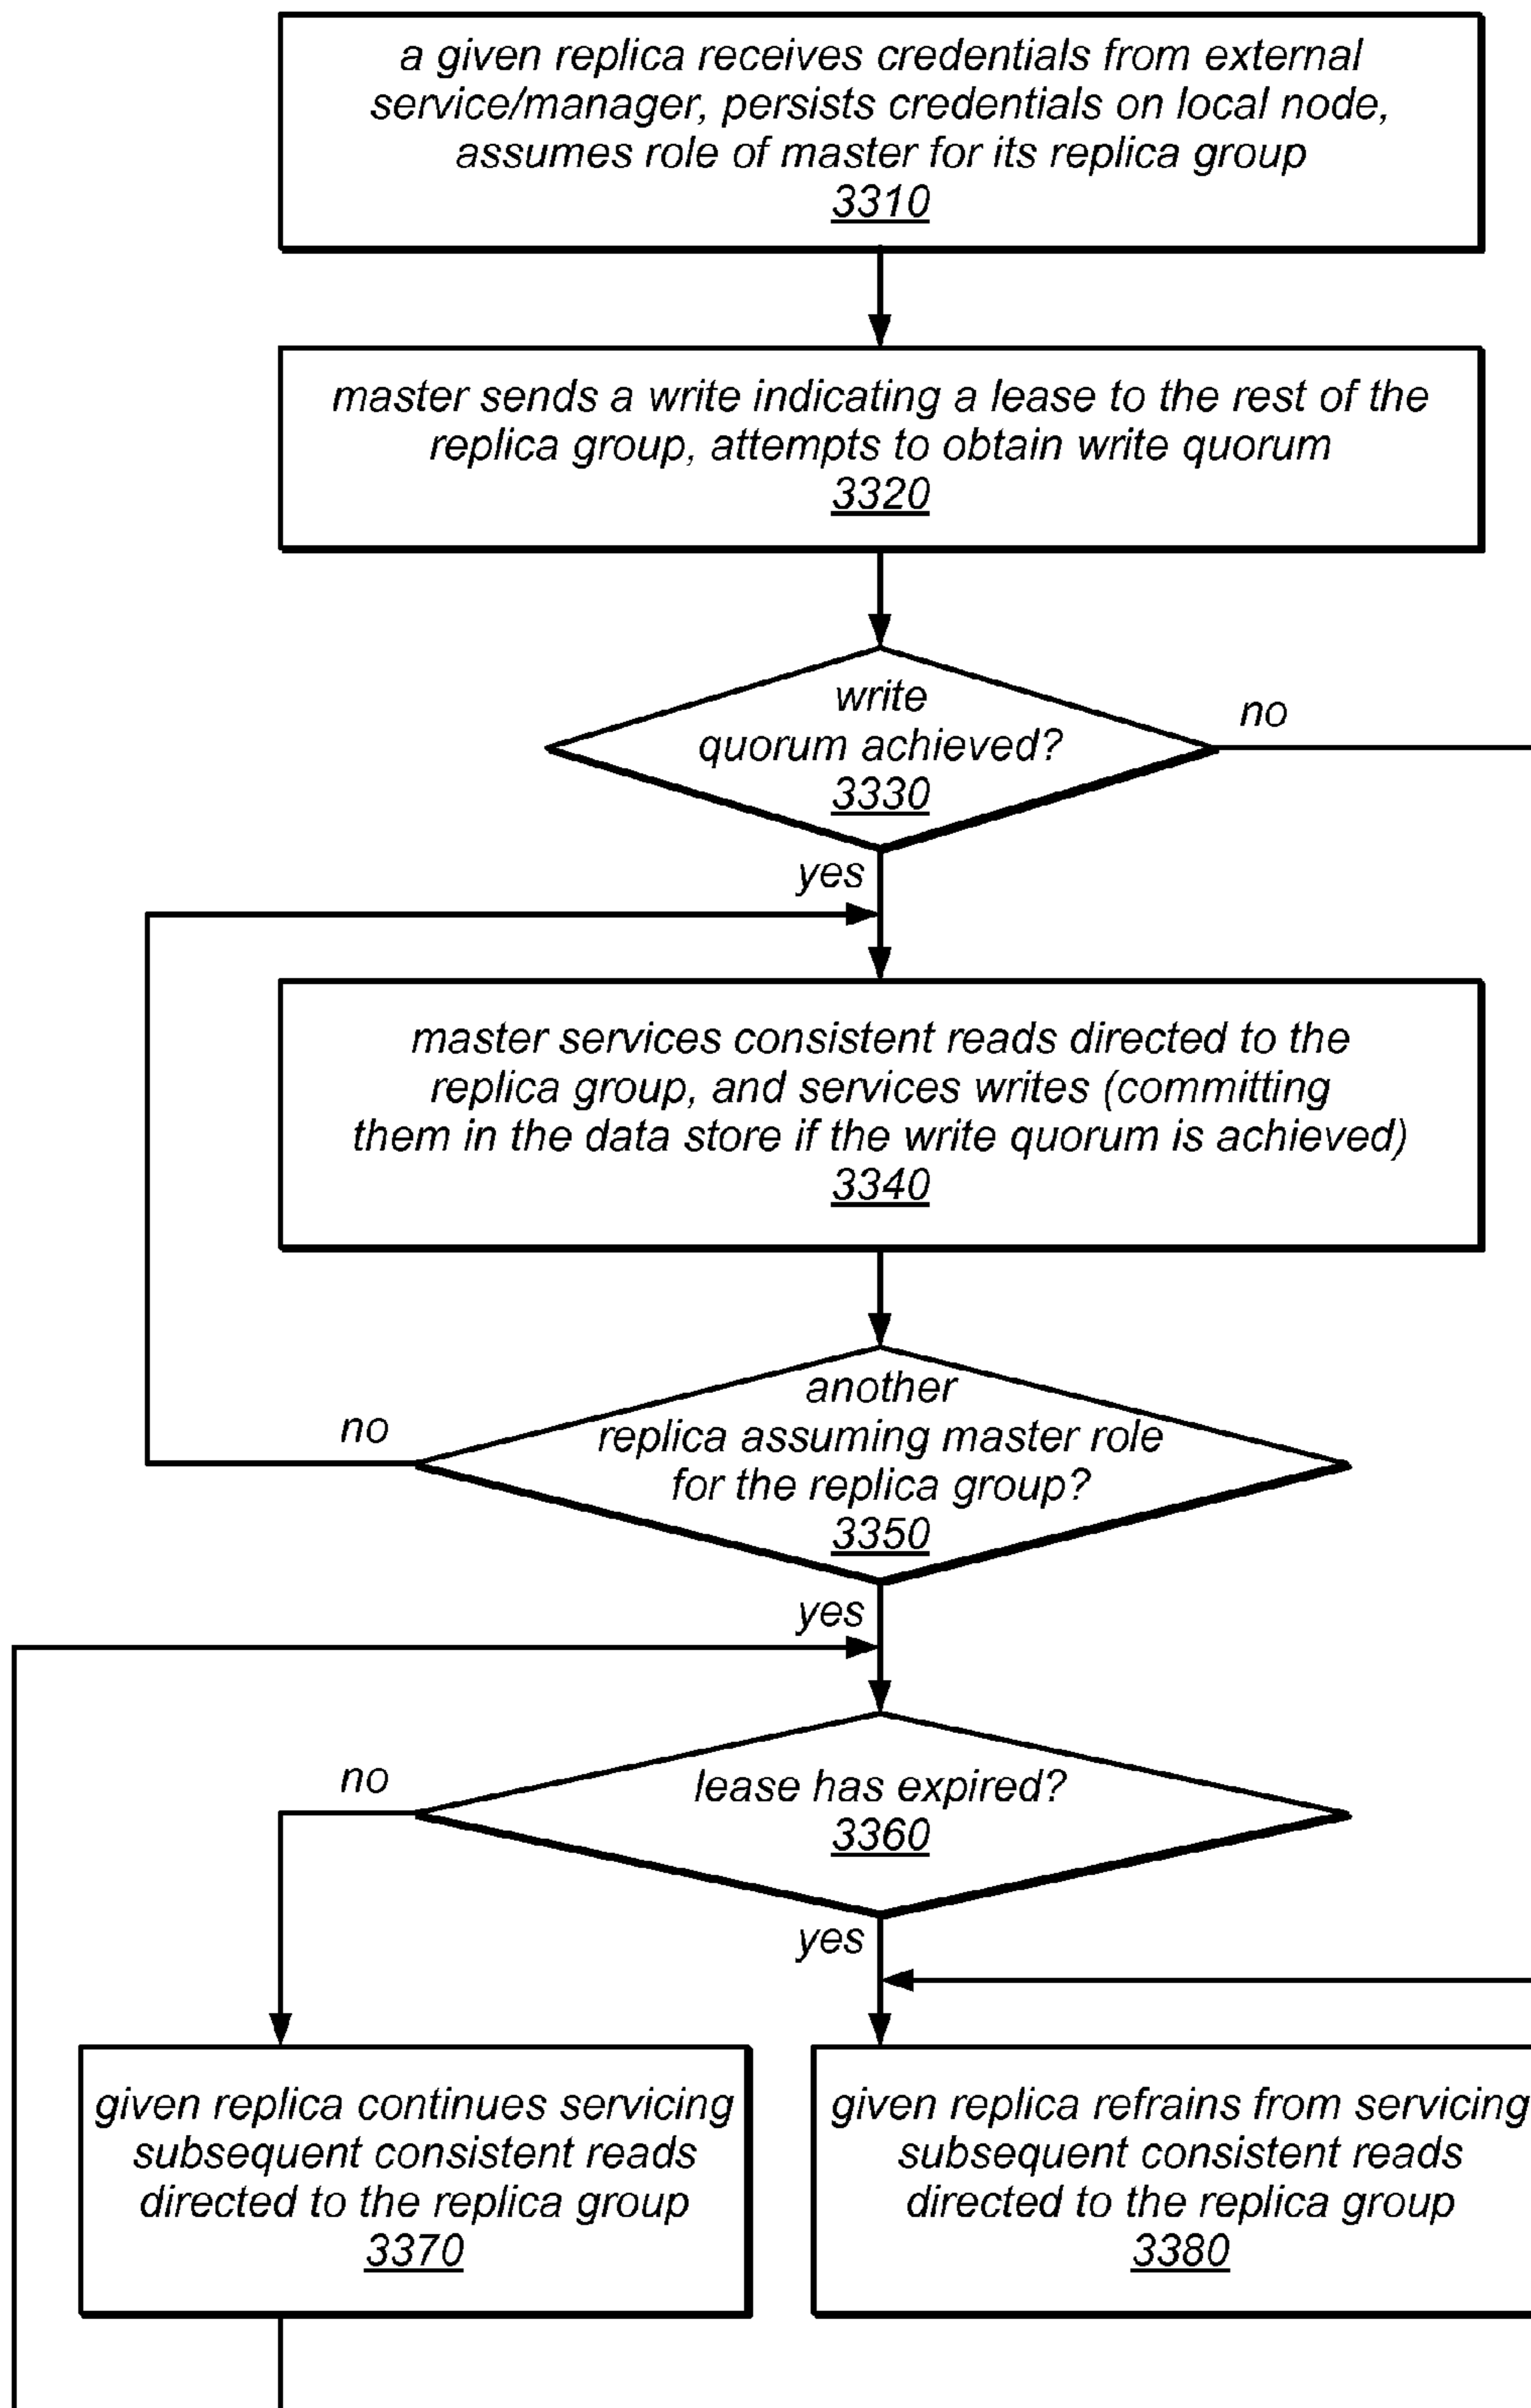 a given replica receives credentials from external
service/manager, persists credentials on local node,
assumes role of master for its replica group
3310
master sends a write indicating a lease to the rest of the
replica group, attempts to obtain write quorum
3320
write
quorum achieved?
3330
no
yes
master services consistent reads directed to the
replica group, and services writes (committing
them in the data store if the write quorum is achieved)
3340
another
replica assuming master role
for the replica group?
3350
no
yes
lease has expired?
3360
no
yes
given replica continues servicing
subsequent consistent reads
directed to the replica group
3370
given replica refrains from servicing
subsequent consistent reads
directed to the replica group
3380